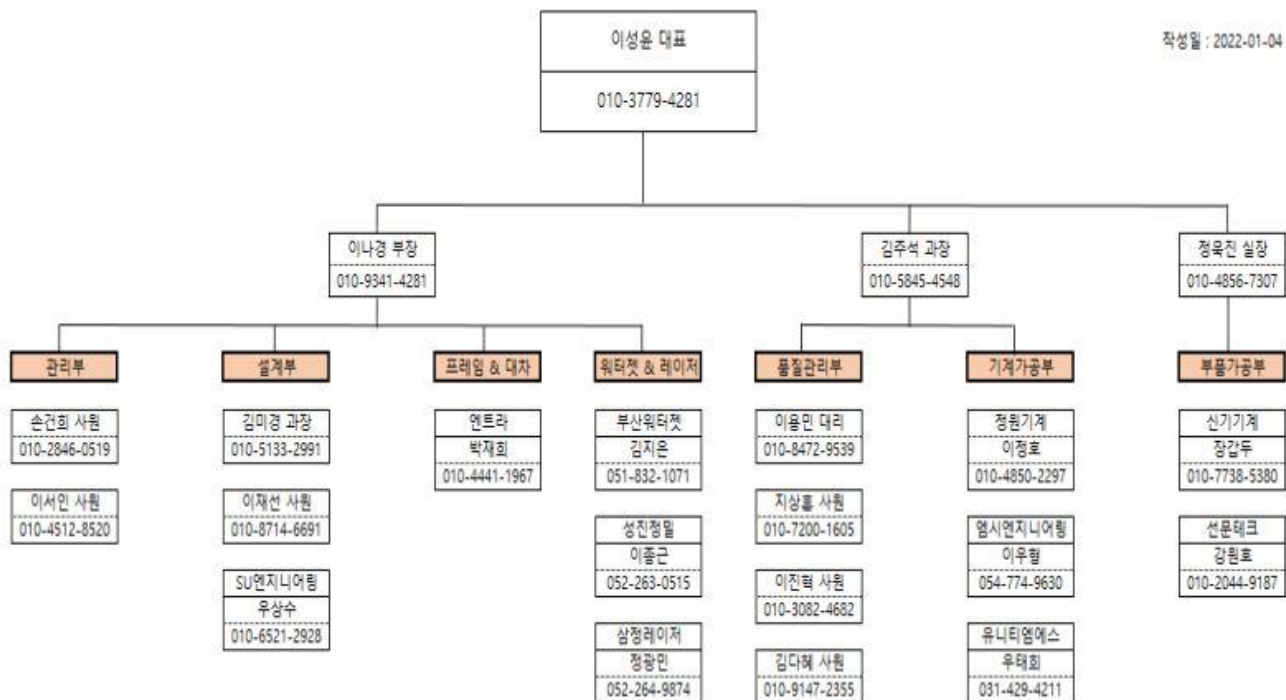 이성윤 대표
010-3779-4281
작성일 : 2022-01-04
이나경 부장
010-9341-4281
김주석 과장
010-5845-4548
정욱진 실장
010-4856-7307
관리부
손건희 사원
010-2846-0519
이서인 사원
010-4512-8520
설계부
김미경 과장
010-5133-2991
이재선 사원
010-8714-6691
SU엔지니어링
우상수
010-6521-2928
프레임 & 대차
엔트라
박재희
010-4441-1967
워터젯 & 레이저
부산워터젯
김지은
051-832-1071
성진정밀
이종근
052-263-0515
삼정레이저
정광민
052-264-9874
품질관리부
이용민 대리
010-8472-9539
지상흠 사원
010-7200-1605
이진혁 사원
010-3082-4682
김다혜 사원
010-9147-2355
기계가공부
정원기계
이정호
010-4850-2297
엠시엔지니어링
이우형
054-774-9630
유니티엠에스
우태희
031-429-4211
부품가공부
신기기계
장갑두
010-7738-5380
선문테크
강원호
010-2044-9187